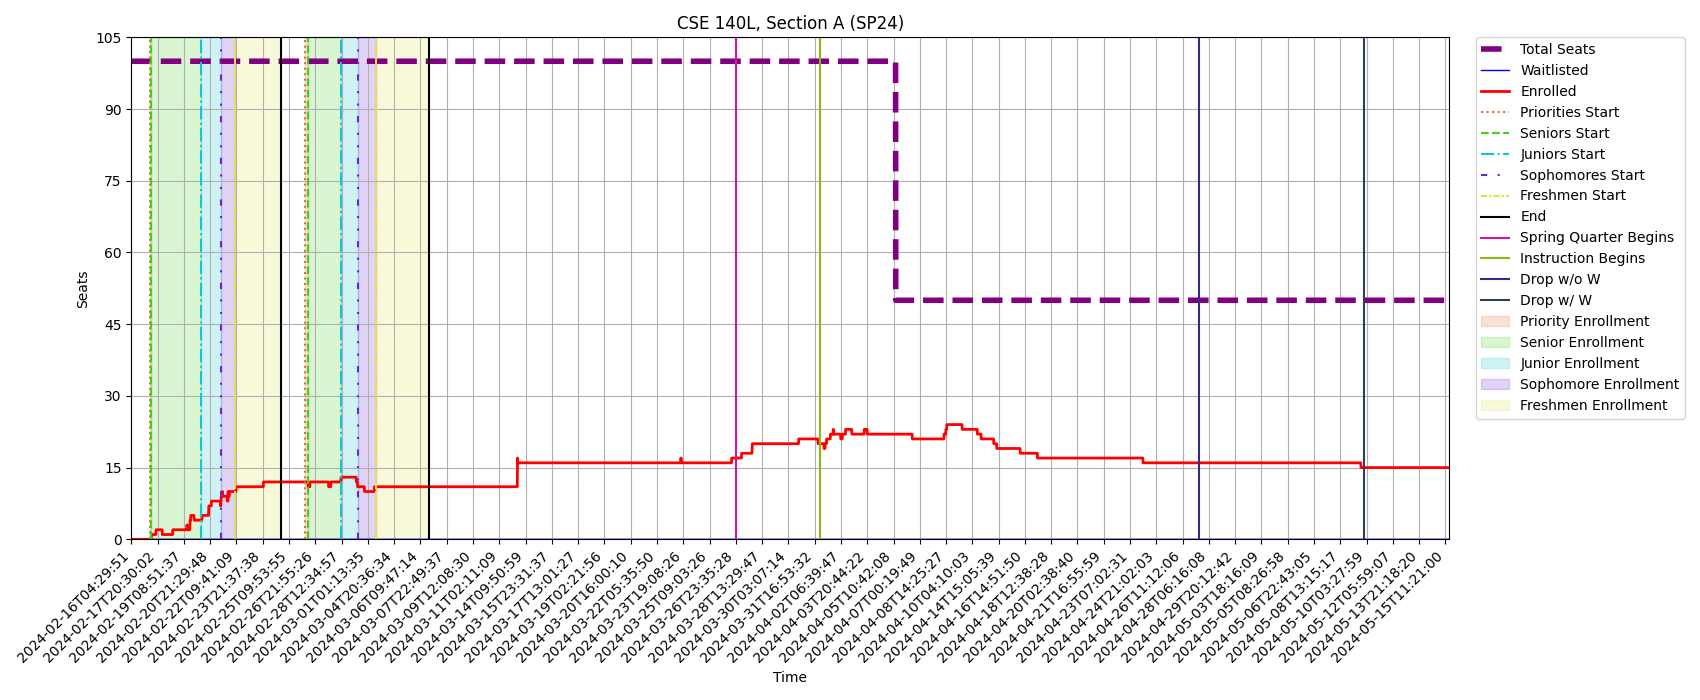 CSE 140L, Section A (SP24)
105
90
75
60
45
30
15
0
Seats
2024-02-16T04:29:51
2024-02-17T20:30:02
2024-02-19T08:51:37
2024-02-20T21:29:48
2024-02-22T09:41:09
2024-02-23T21:37:38
2024-02-25T09:53:55
2024-02-26T21:55:26
2024-02-28T12:34:57
2024-03-01T01:13:35
2024-03-04T20:36:34
2024-03-06T09:47:14
2024-03-07T22:49:37
2024-03-09T12:08:30
2024-03-11T02:11:09
2024-03-14T09:50:59
2024-03-15T23:31:37
2024-03-17T13:01:27
2024-03-19T02:21:56
2024-03-20T16:00:10
2024-03-22T05:35:50
2024-03-23T19:08:26
2024-03-25T09:03:26
2024-03-26T23:35:28
2024-03-28T13:29:47
2024-03-30T03:07:14
2024-03-31T16:53:32
2024-04-02T06:39:47
2024-04-03T20:44:22
2024-04-05T10:42:08
2024-04-07T00:19:49
2024-04-08T14:25:27
2024-04-10T04:10:03
2024-04-14T15:05:39
2024-04-16T14:51:50
2024-04-18T12:38:28
2024-04-20T02:38:40
2024-04-21T16:55:59
2024-04-23T07:02:31
2024-04-24T21:02:03
2024-04-26T11:12:06
2024-04-28T06:16:08
2024-04-29T20:12:42
2024-05-03T18:16:09
2024-05-05T08:26:58
2024-05-06T22:43:05
2024-05-08T13:15:17
2024-05-10T03:27:59
2024-05-12T05:59:07
2024-05-13T21:18:20
2024-05-15T11:21:00
Time
Total Seats
Waitlisted
Enrolled
Priorities Start
Seniors Start
Juniors Start
Sophomores Start
Freshmen Start
End
Spring Quarter Begins
Instruction Begins
Drop w/o W
Drop w/ W
Priority Enrollment
Senior Enrollment
Junior Enrollment
Sophomore Enrollment
Freshmen Enrollment